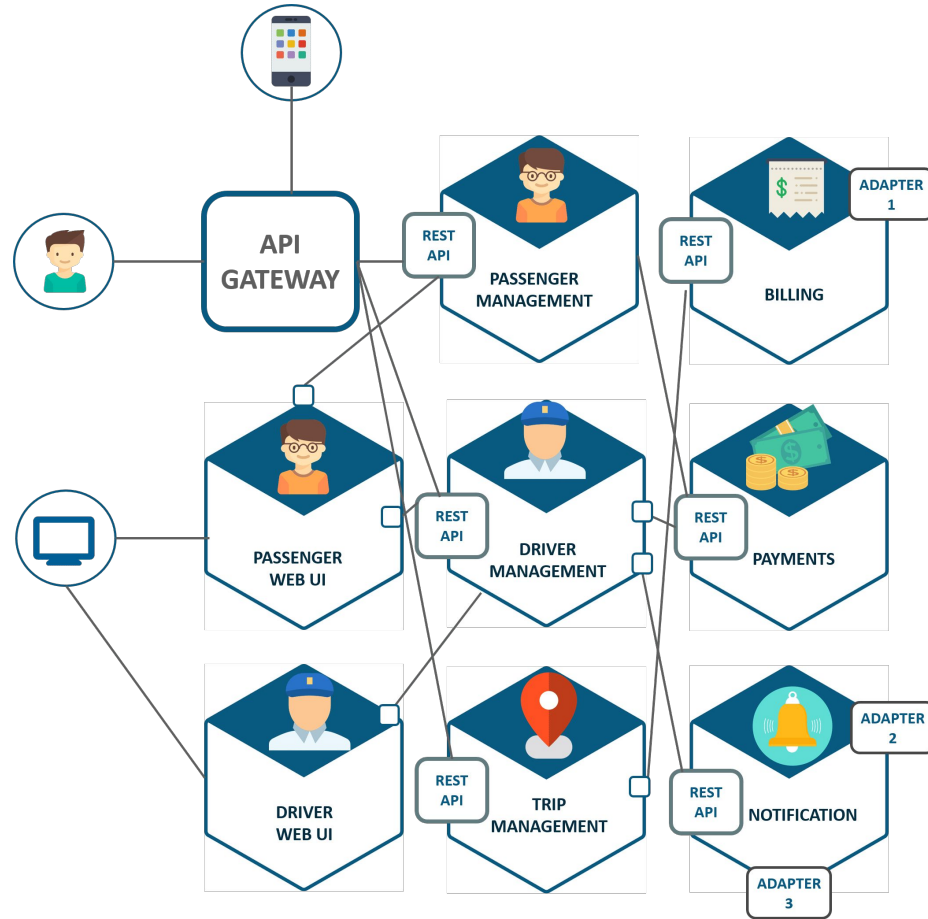 API
GATEWAY
REST
API
PASSENGER
MANAGEMENT
REST
API
ADAPTER
1
BILLING
PASSENGER
WEB UI
REST
API
DRIVER
MANAGEMENT
REST
API
PAYMENTS
DRIVER
WEB UI
REST
API
TRIP
MANAGEMENT
REST
API
ADAPTER
2
NOTIFICATION
ADAPTER
3